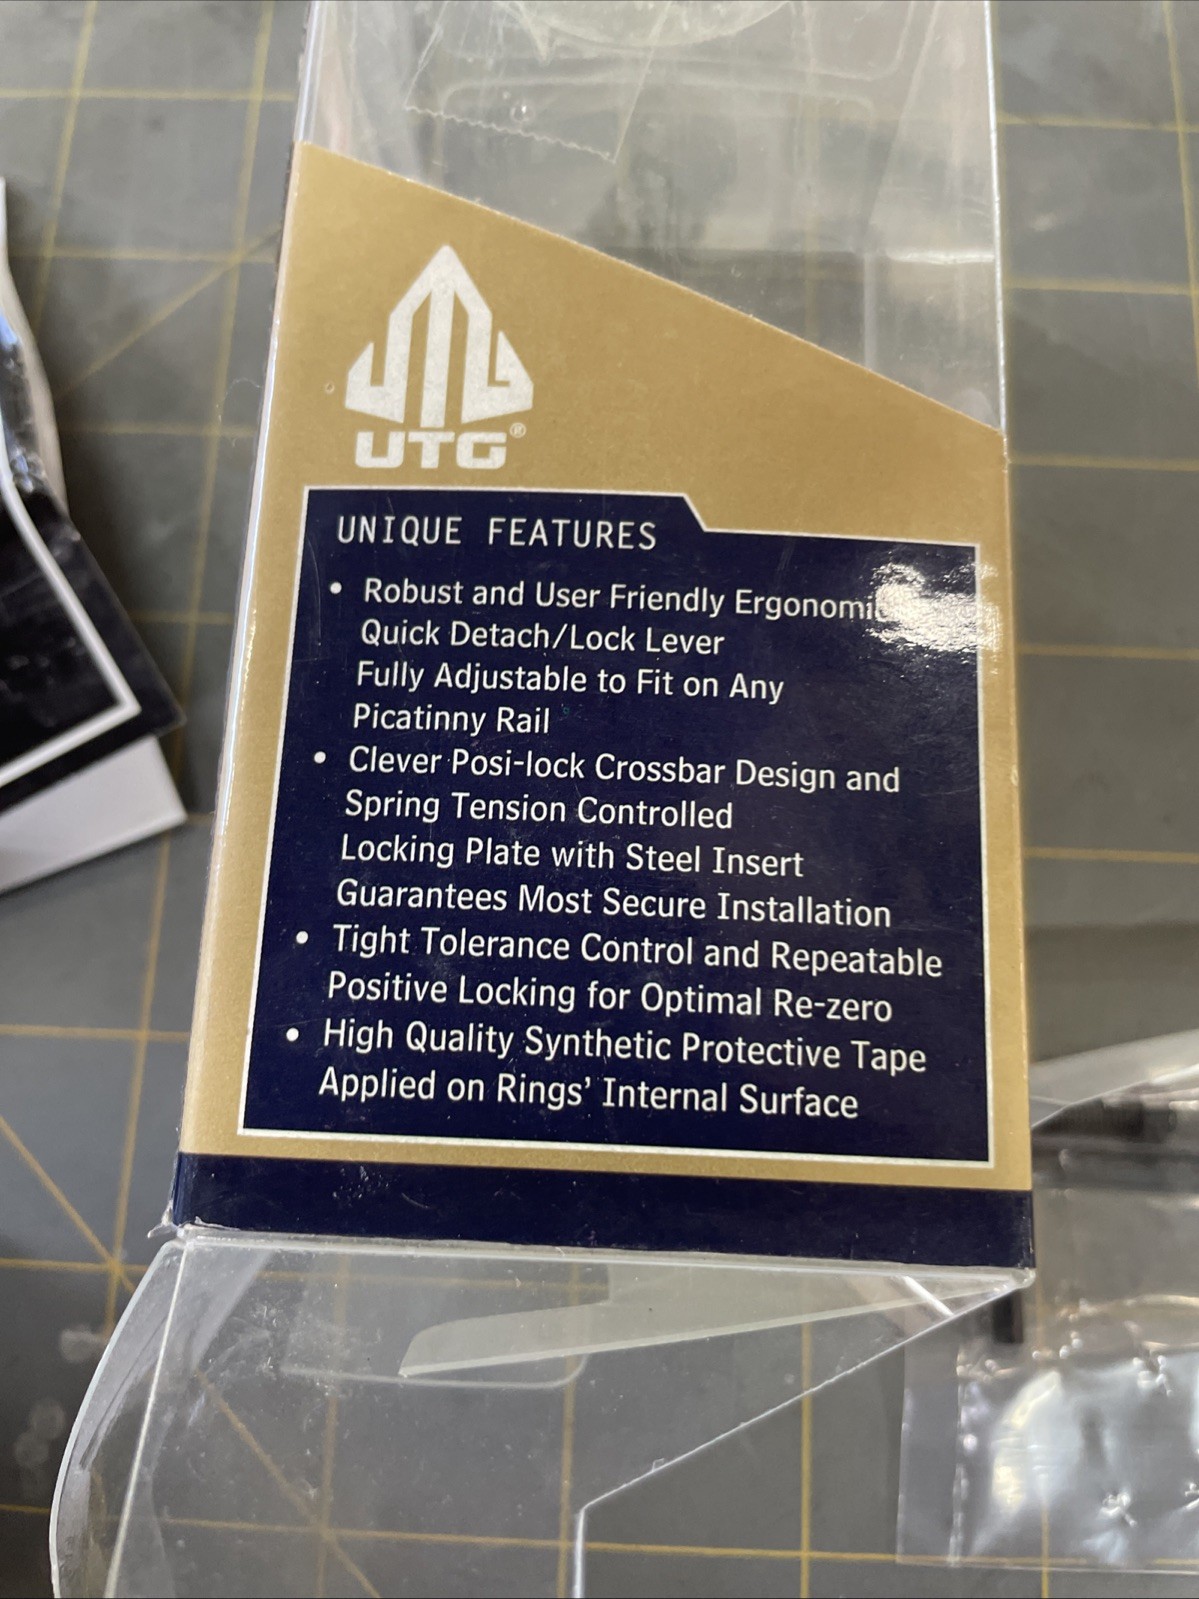 UTG®
UNIQUE FEATURES
• Robust and User Friendly Ergonomic
Quick Detach/Lock Lever
Fully Adjustable to Fit on Any
Picatinny Rail
• Clever Posi-lock Crossbar Design and
Spring Tension Controlled
Locking Plate with Steel Insert
Guarantees Most Secure Installation
• Tight Tolerance Control and Repeatable
Positive Locking for Optimal Re-zero
• High Quality Synthetic Protective Tape
Applied on Rings’ Internal Surface